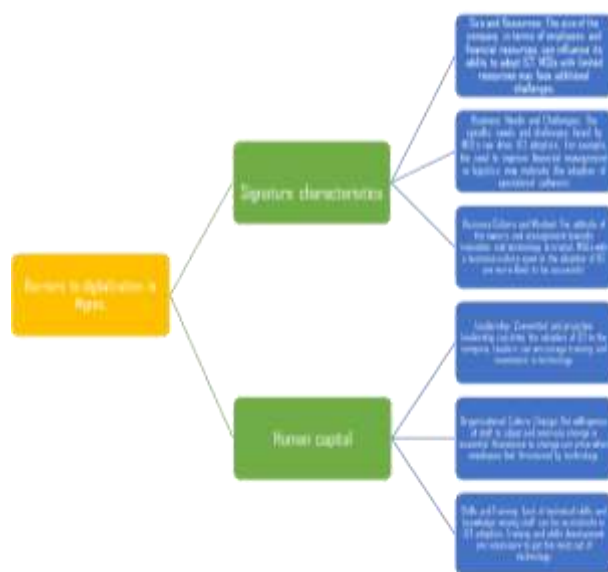 Size and Resources: The size of the
company, in terms of employees and
financial resources, can influence its
ability to adopt ICT. MSEs with limited
resources may face additional
challenges.
Business Needs and Challenges: The
specific needs and challenges faced by
MSEs can drive ICT adoption. For example,
the need to improve financial management
or logistics may motivate the adoption of
Signature characteristics
Business Culture and Mindset: The attitude of
the owners and management towards
innovation and technology is crucial. MSEs with
a business culture open to the adoption of ICT
are more likely to be successful.
Barriers to digitalization in
Mypes
Leadership: Committed and proactive
leadership can drive the adoption of ICT in the
company. Leaders can encourage training and
investment in technology.
Human capital
Organizational Culture Change: The willingness
of staff to adapt and embrace change is
essential. Resistance to change can arise when
employees feel threatened by technology.
Skills and Training: Lack of technical skills and
knowledge among staff can be an obstacle to
ICT adoption. Training and skills development
are necessary to get the most out of
technology.